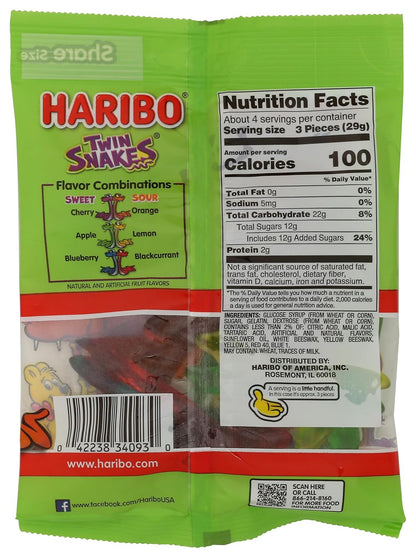 Share Size
HARIBO®
TWIN
SNAKES®
Flavor Combinations
SWEET SOUR
Cherry Orange
Apple Lemon
Blueberry Blackcurrant
NATURAL AND ARTIFICIAL FRUIT FLAVORS
Nutrition Facts
About 4 servings per container
Serving size 3 Pieces (29g)
Amount per serving
Calories 100
% Daily Value*
Total Fat 0g 0%
Sodium 5mg 0%
Total Carbohydrate 22g 8%
Total Sugars 12g
Includes 12g Added Sugars 24%
Protein 2g
Not a significant source of saturated fat,
trans fat, cholesterol, dietary fiber,
vitamin D, calcium, iron and potassium.
*The % Daily Value tells you how much a nutrient in a
serving of food contributes to a daily diet. 2,000 calories
a day is used for general nutrition advice.
INGREDIENTS: GLUCOSE SYRUP (FROM WHEAT OR CORN),
SUGAR, GELATIN, DEXTROSE (FROM WHEAT OR CORN),
CONTAINS LESS THAN 2% OF: CITRIC ACID, MALIC ACID,
TARTARIC ACID, ARTIFICIAL AND NATURAL FLAVORS,
SUNFLOWER OIL, WHITE BEESWAX, YELLOW BEESWAX,
YELLOW 5, RED 40, BLUE 1.
MAY CONTAIN: WHEAT, TRACES OF MILK.
DISTRIBUTED BY:
HARIBO OF AMERICA, INC.
ROSEMONT, IL 60018
A serving is a little handful.
In this case it's approx. 3 pieces
0 42238 34093 0
www.haribo.com
www.facebook.com/HariboUSA
SCAN HERE
OR CALL
866-214-8160
FOR MORE FOOD
INFORMATION